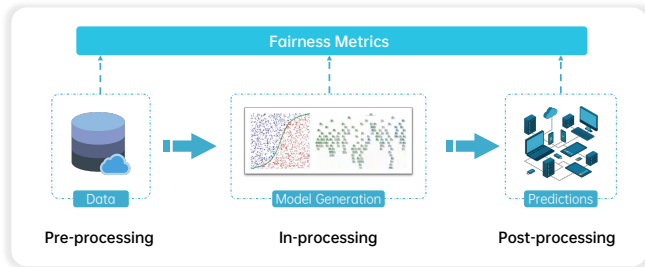 Fairness Metrics
Data
Model Generation
Predictions
Pre-processing
In-processing
Post-processing